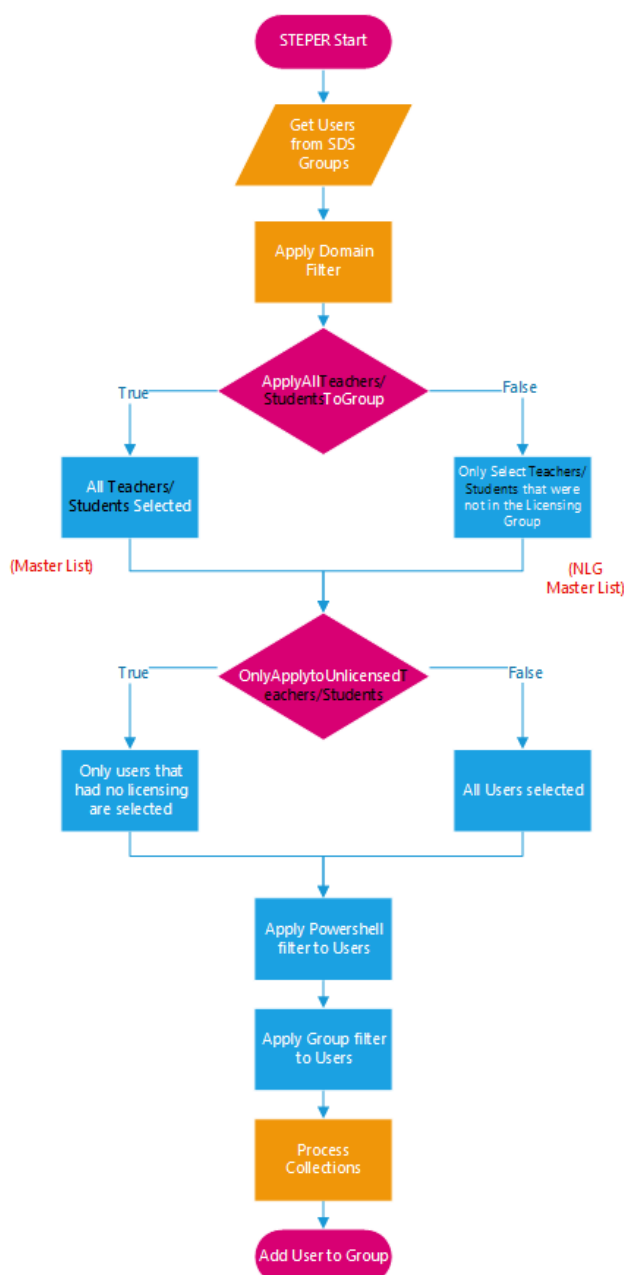 STEPER Start
Get Users
from SDS
Groups
Apply Domain
Filter
ApplyAllTeachers/
StudentsToGroup
True
False
All Teachers/
Students Selected
Only Select Teachers/
Students that were
not in the Licensing
Group
(Master List)
(NLG
Master List)
OnlyApplytoUnlicensedT
eachers/Students
True
False
Only users that
had no licensing
are selected
All Users selected
Apply Powershell
filter to Users
Apply Group filter
to Users
Process
Collections
Add User to Group